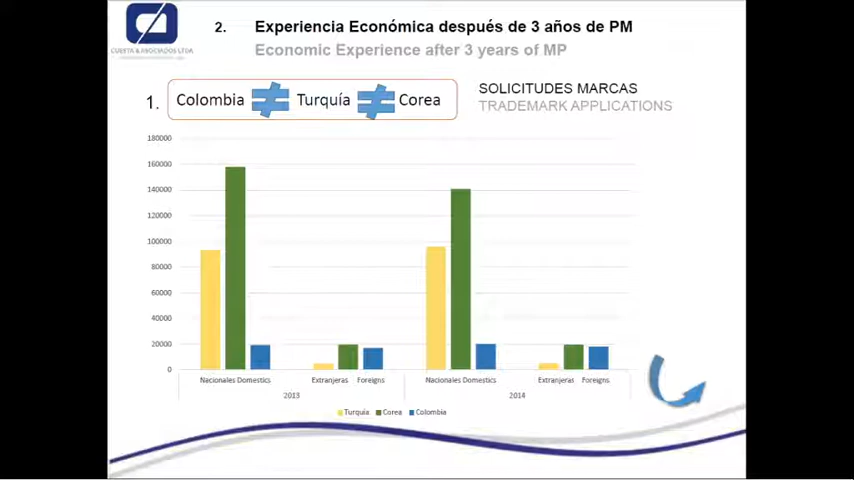 CUESTA & ASOCIADOS LTDA
2. Experiencia Económica después de 3 años de PM
Economic Experience after 3 years of MP
1. Colombia ≠ Turquía ≠ Corea
SOLICITUDES MARCAS
TRADEMARK APPLICATIONS
180000
160000
140000
120000
100000
80000
60000
40000
20000
0
Nacionales Domestics Extranjeras Foreigns Nacionales Domestics Extranjeras Foreigns
2013 2014
Turquía Corea Colombia